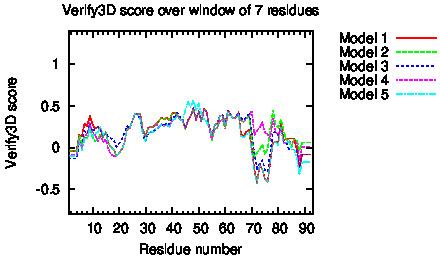 Verify3D score over window of 7 residues
Model 1
Model 2
Model 3
Model 4
Model 5
Verify3D score
1
0.5
0
-0.5
10 20 30 40 50 60 70 80 90
Residue number